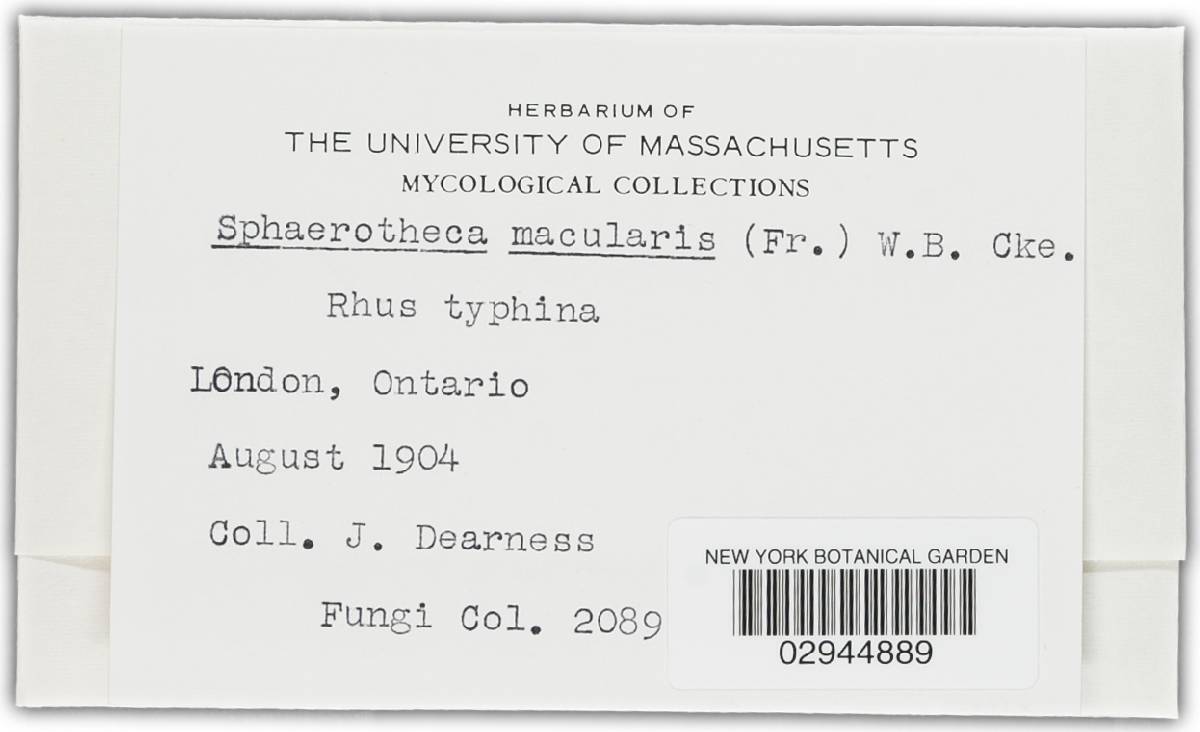 HERBARIUM OF
THE UNIVERSITY OF MASSACHUSETTS
MYCOLOGICAL COLLECTIONS
Sphaerotheca macularis (Fr.) W.B. Cke.
Rhus typhina
London, Ontario
August 1904
Coll. J. Dearness
Fungi Col. 2089
NEW YORK BOTANICAL GARDEN
02944889